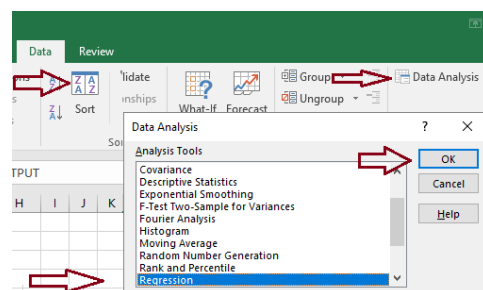 Data Review
Sort
What-If Forecast
Group
Ungroup
Data Analysis
Data Analysis ? X
Analysis Tools
Covariance
Descriptive Statistics
Exponential Smoothing
F-Test Two-Sample for Variances
Fourier Analysis
Histogram
Moving Average
Random Number Generation
Rank and Percentile
Regression
OK
Cancel
Help
TPUT
H I J K